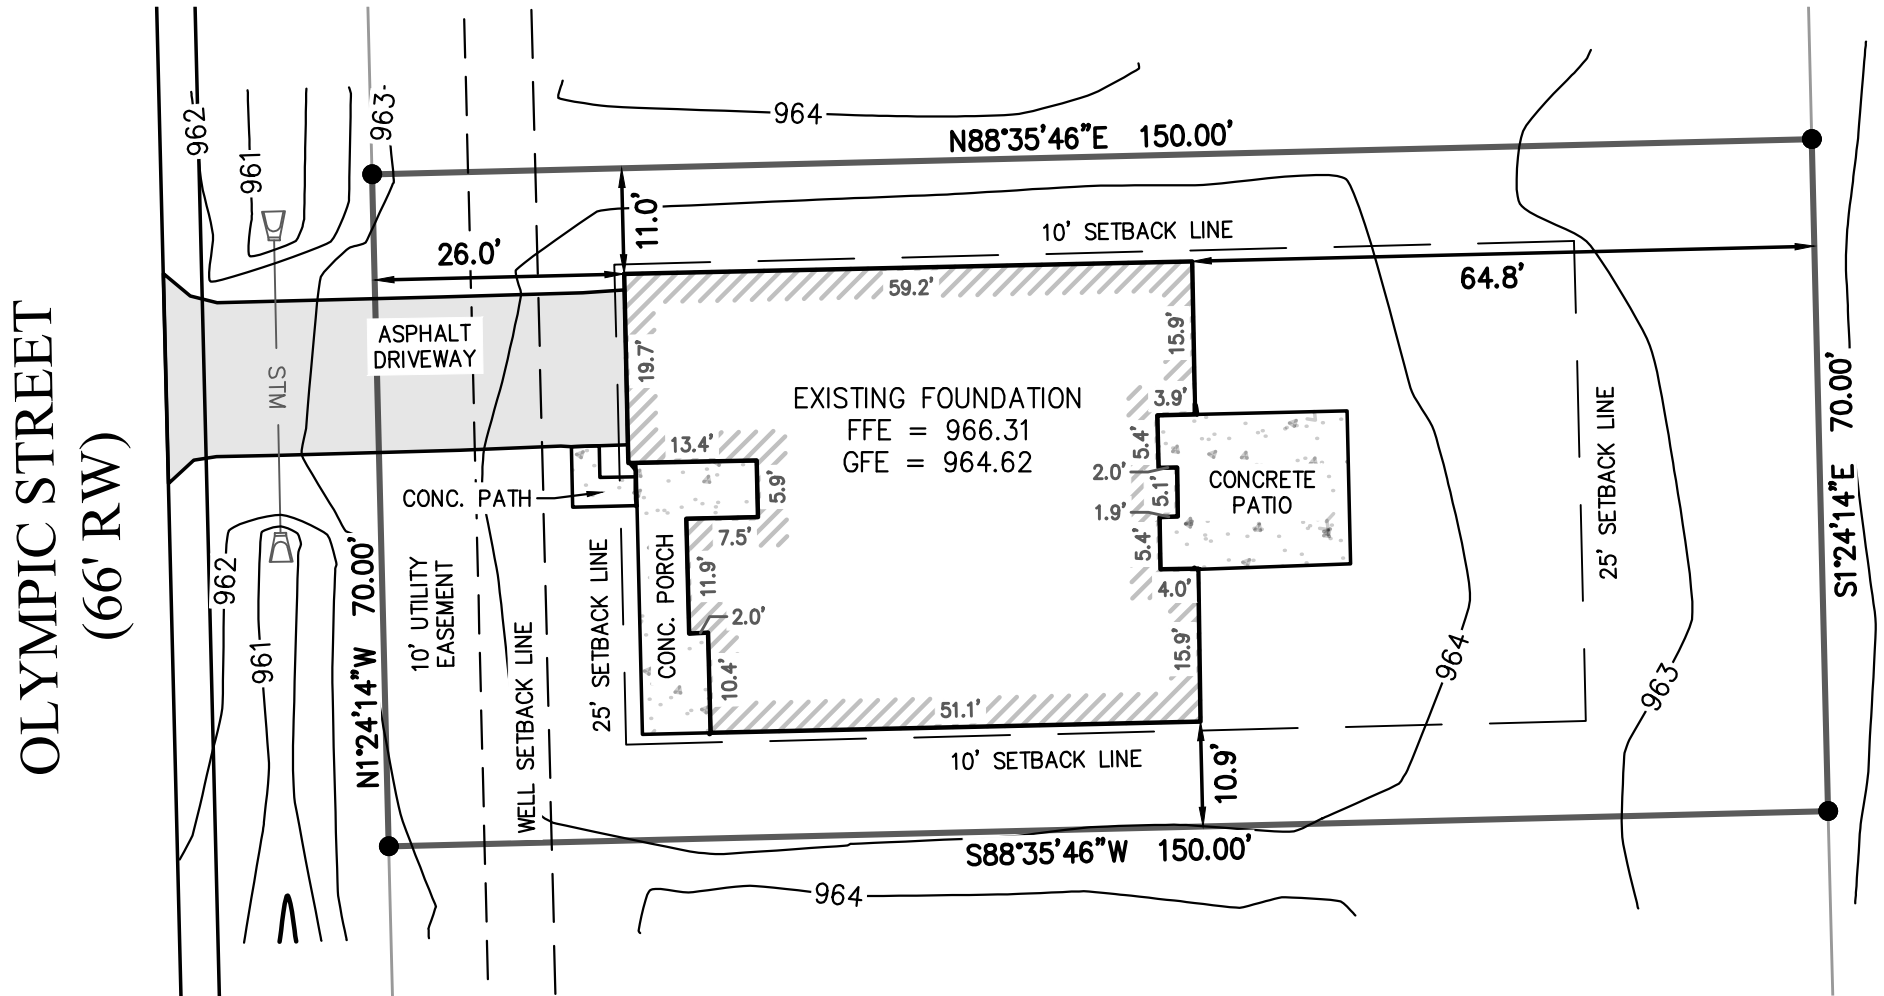 OLYMPIC STREET
(66' RW)
962
961
963
964
N88°35'46"E 150.00'
11.0'
26.0'
10' SETBACK LINE
64.8'
59.2'
ASPHALT
DRIVEWAY
STM
19.7'
15.9'
EXISTING FOUNDATION
FFE = 966.31
GFE = 964.62
3.9'
5.4'
2.0'
5.1'
1.9'
5.4'
4.0'
15.9'
CONCRETE
PATIO
25' SETBACK LINE
S1°24'14"E 70.00'
13.4'
5.9'
7.5'
11.9'
2.0'
10.4'
51.1'
CONC. PATH
CONC. PORCH
25' SETBACK LINE
WELL SETBACK LINE
10' UTILITY
EASEMENT
N1°24'14"W 70.00'
962
961
964
963
10' SETBACK LINE
10.9'
S88°35'46"W 150.00'
964